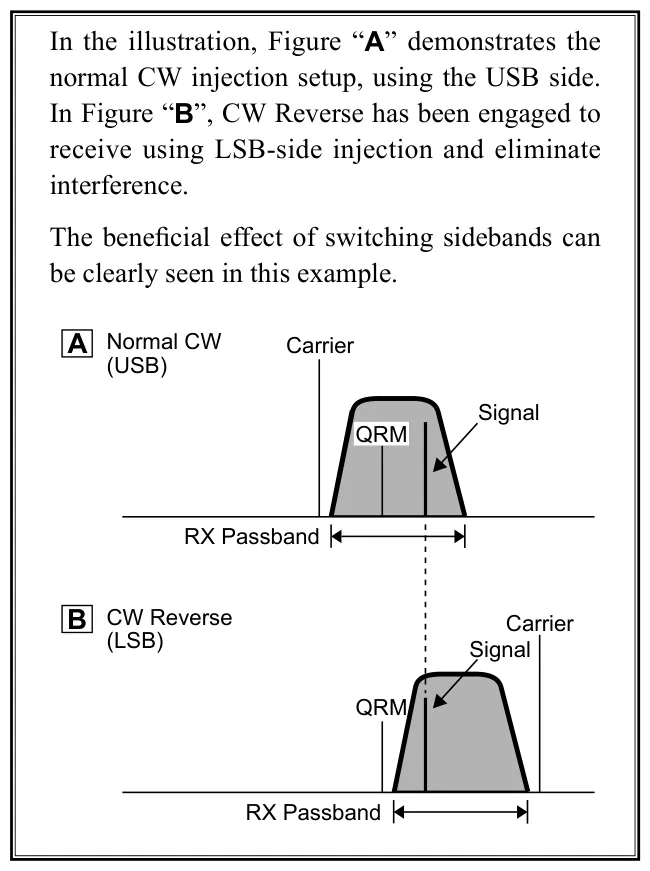 In the illustration, Figure “A” demonstrates the
normal CW injection setup, using the USB side.
In Figure “B”, CW Reverse has been engaged to
receive using LSB-side injection and eliminate
interference.
The beneficial effect of switching sidebands can
be clearly seen in this example.
A Normal CW
(USB)
Carrier
Signal
QRM
RX Passband
B CW Reverse
(LSB)
Carrier
Signal
QRM
RX Passband